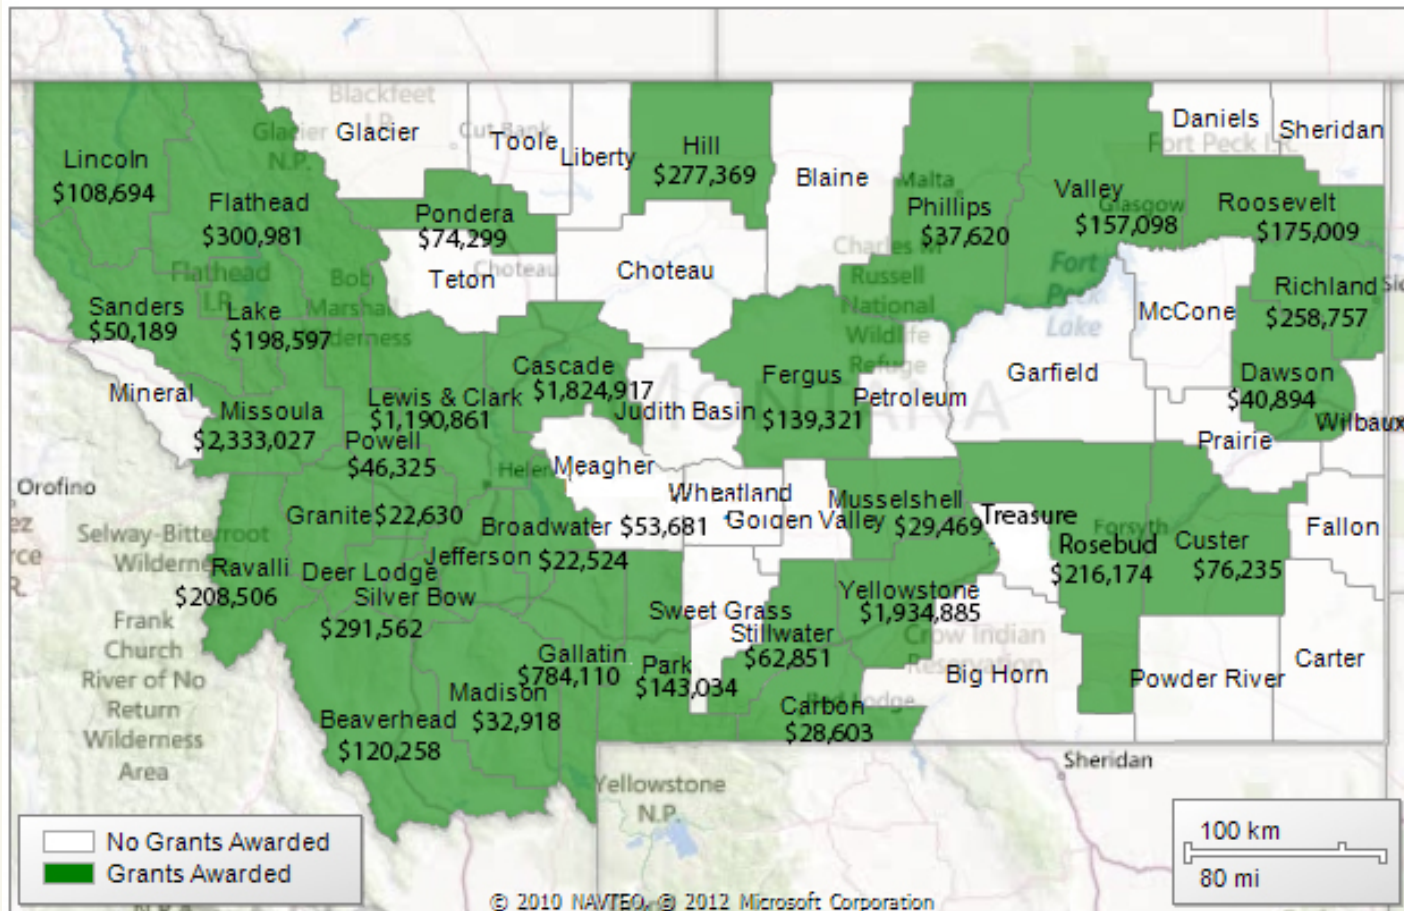 Blackfeet
I.R.
Glacier
Cut Bank
Toole
Liberty
Hill
$277,369
Daniels
Sheridan
Fort Peck I.R.
Glacier
N.P.
Lincoln
$108,694
Flathead
$300,981
Pondera
$74,299
Blaine
Malta
Phillips
$37,620
Valley
Glasgow
$157,098
Roosevelt
$175,009
Flathead
I.R.
Bob
Marshall
Wilderness
Teton
Choteau
Choteau
Charles M
Russell
National
Wildlife
Refuge
Fort
Peck
Lake
McCone
Richland
$258,757
Sanders
$50,189
Lake
$198,597
Mineral
Missoula
$2,333,027
Lewis & Clark
$1,190,861
Powell
$46,325
Cascade
$1,824,917
MONTANA
Judith Basin
Fergus
$139,321
Petroleum
Garfield
Dawson
$40,894
Wilbaux
Prairie
Orofino
Selway-Bitterroot
Wilderness
Helena
Meagher
Granite $22,630
Broadwater $53,681
Jefferson $22,524
Wheatland
Golden Valley
Musselshell
$29,469
Treasure
Forsyth
Rosebud
$216,174
Custer
$76,235
Fallon
Ravalli
$208,506
Deer Lodge
Silver Bow
$291,562
Frank
Church
River of No
Return
Wilderness
Area
Sweet Grass
Stillwater
$62,851
Yellowstone
$1,934,885
Crow Indian
Reservation
Big Horn
Powder River
Carter
Gallatin
$784,110
Park
$143,034
Madison
$32,918
Beaverhead
$120,258
Red Lodge
Carbon
$28,603
Sheridan
Yellowstone
N.P.
No Grants Awarded
Grants Awarded
100 km
80 mi
© 2010 NAVTEQ, © 2012 Microsoft Corporation